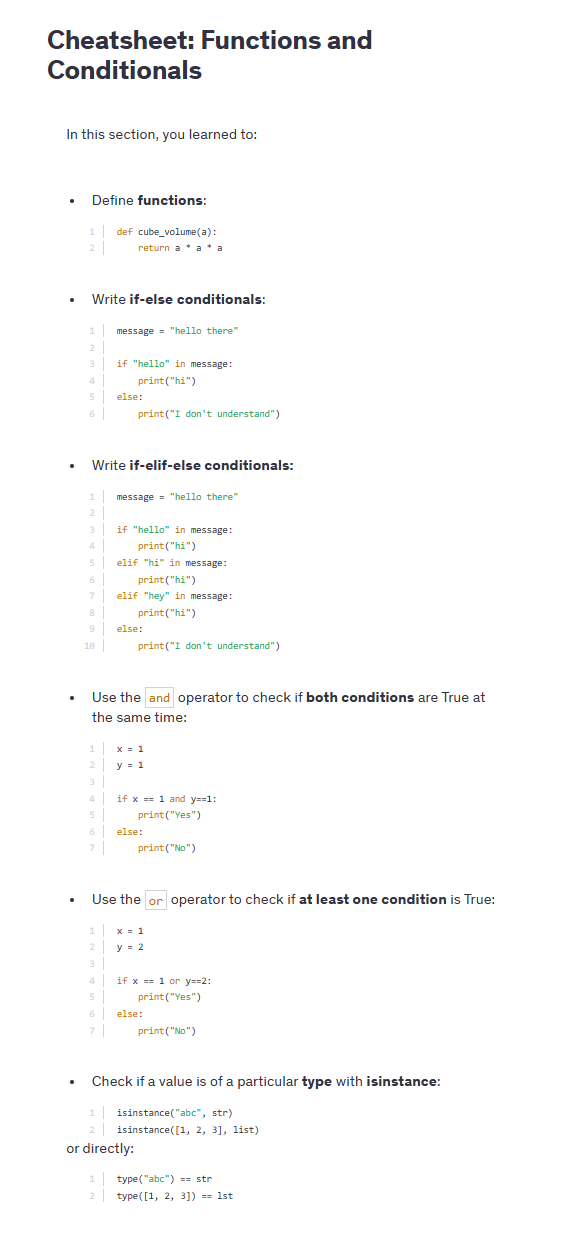 Cheatsheet: Functions and
Conditionals
In this section, you learned to:
• Define functions:
1 def cube_volume(a):
2     return a * a * a
• Write if-else conditionals:
1 message = "hello there"
2
3 if "hello" in message:
4     print("hi")
5 else:
6     print("I don't understand")
• Write if-elif-else conditionals:
1 message = "hello there"
2
3 if "hello" in message:
4     print("hi")
5 elif "hi" in message:
6     print("hi")
7 elif "hey" in message:
8     print("hi")
9 else:
10     print("I don't understand")
• Use the and operator to check if both conditions are True at
the same time:
1 x = 1
2 y = 1
3
4 if x == 1 and y==1:
5     print("Yes")
6 else:
7     print("No")
• Use the or operator to check if at least one condition is True:
1 x = 1
2 y = 2
3
4 if x == 1 or y==2:
5     print("Yes")
6 else:
7     print("No")
• Check if a value is of a particular type with isinstance:
1 isinstance("abc", str)
2 isinstance([1, 2, 3], list)
or directly:
1 type("abc") == str
2 type([1, 2, 3]) == lst